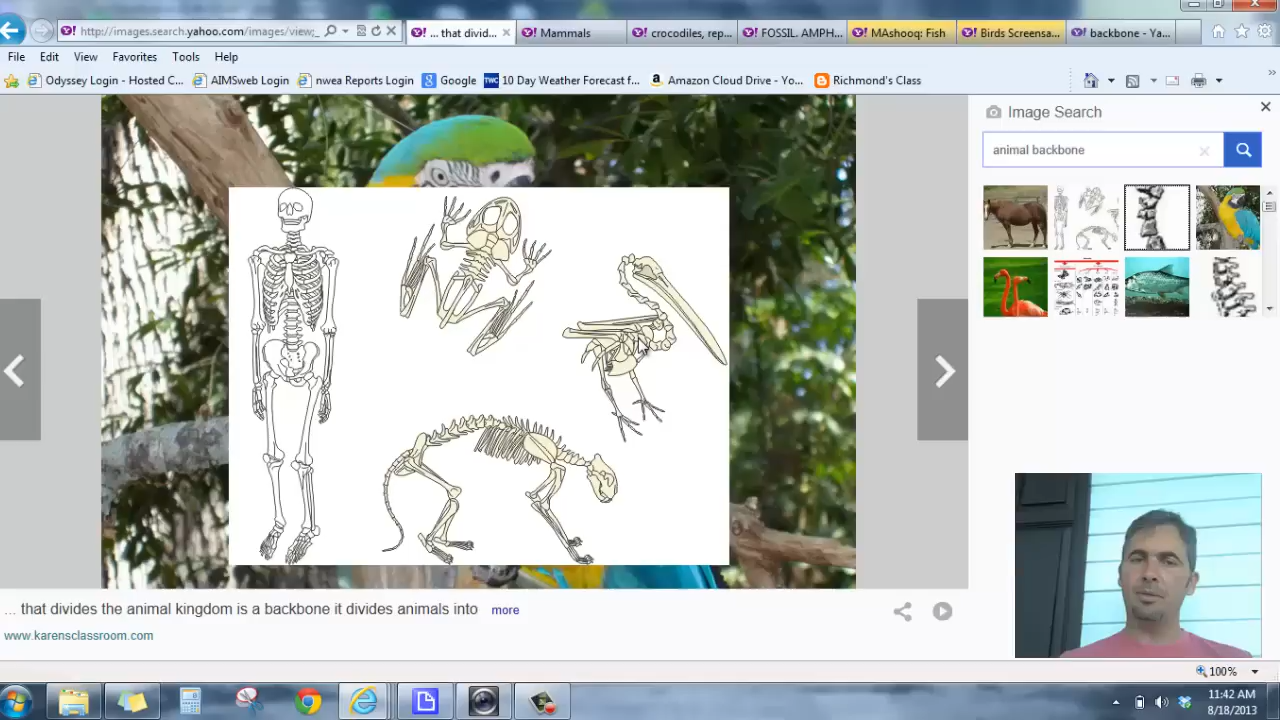 http://images.search.yahoo.com/images/view;_
... that divid...
Mammals
crocodiles, rep...
FOSSIL. AMPH...
MAshooq: Fish
Birds Screensa...
backbone - Ya...
File Edit View Favorites Tools Help
Odyssey Login - Hosted C...
AIMSweb Login
nwea Reports Login
Google
TWC
10 Day Weather Forecast f...
Amazon Cloud Drive - Yo...
Richmond's Class
Image Search
animal backbone
... that divides the animal kingdom is a backbone it divides animals into more
www.karensclassroom.com
100%
11:42 AM
8/18/2013